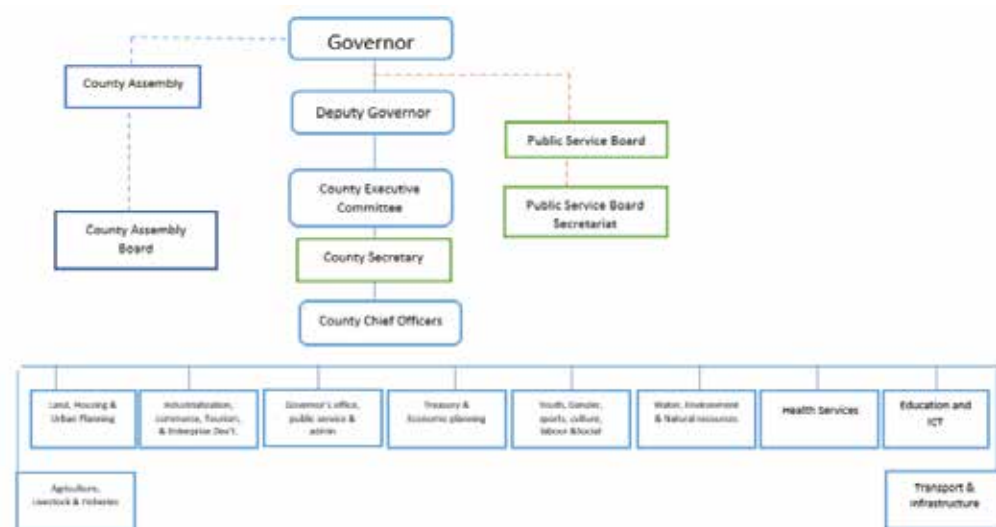 Governor
County Assembly
Deputy Governor
Public Service Board
County Executive
Committee
Public Service Board
Secretariat
County Assembly
Board
County Secretary
County Chief Officers
Land, Housing &
Urban Planning
Industrialization,
commerce, Tourism,
& Enterprise Dev't.
Governor's office,
public service &
admin
Treasury &
Economic planning
Youth, Gender,
sports, culture,
labour &Social
Water, Environment
& Natural resources
Health Services
Education and
ICT
Agriculture,
Livestock & Fisheries
Transport &
Infrastructure